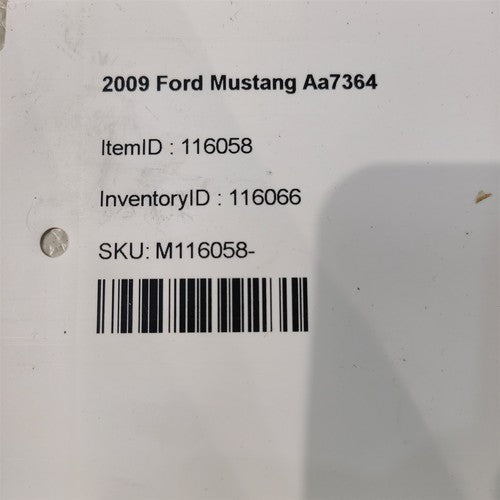 2009 Ford Mustang Aa7364
ItemID : 116058
InventoryID : 116066
SKU: M116058-